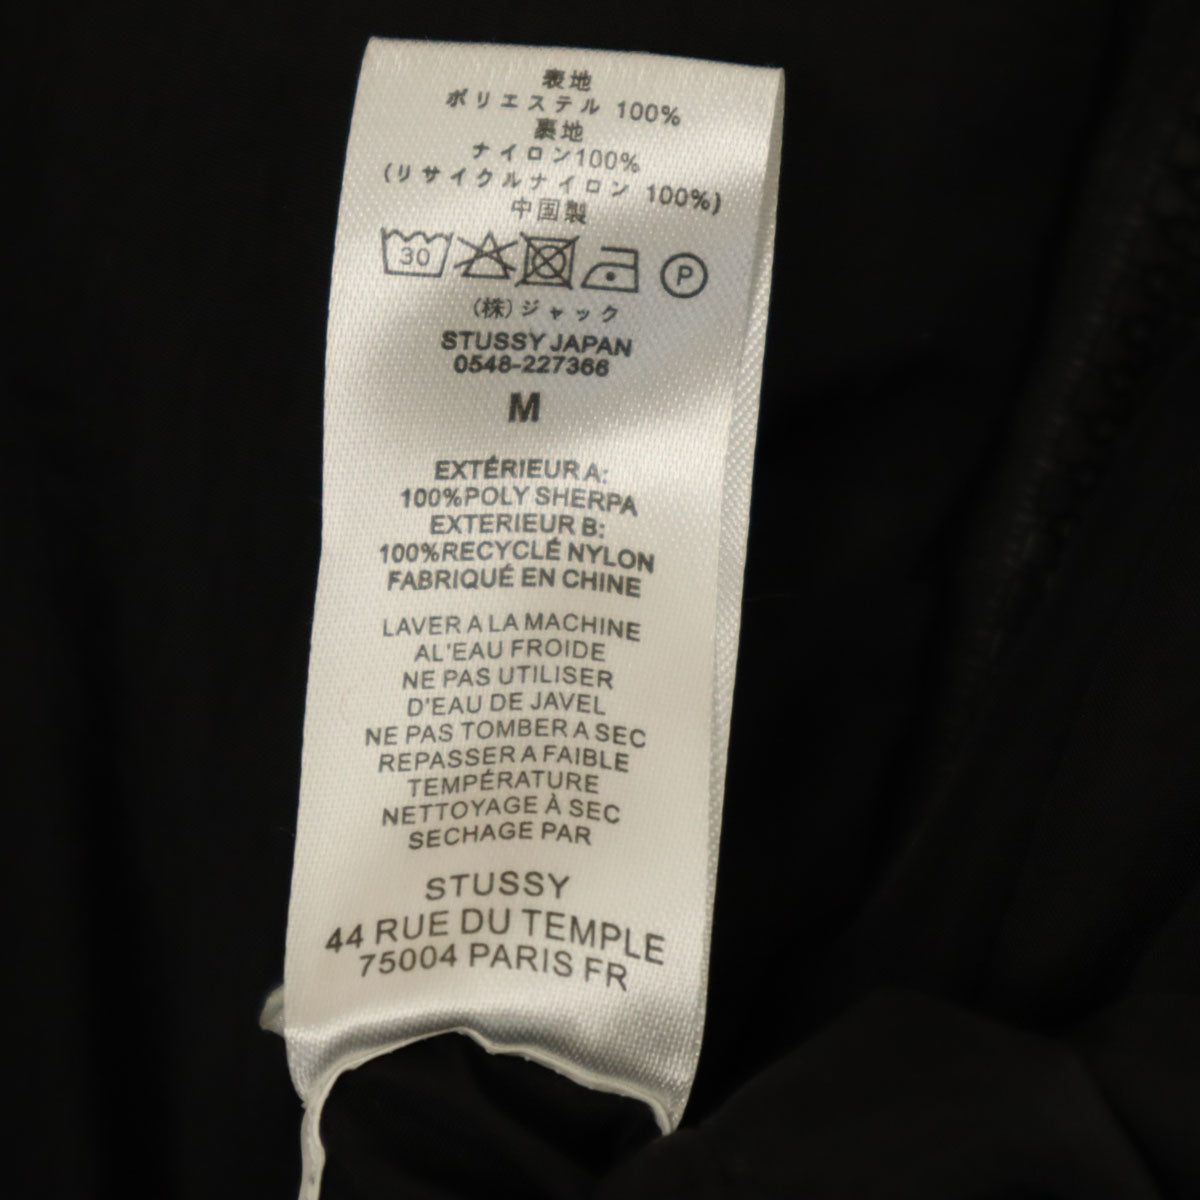 表地
ポリエステル 100%
裏地
ナイロン100%
(リサイクルナイロン 100%)
中国製
30 P
(株)ジャック
STUSSY JAPAN
0548-227366
M
EXTÉRIEUR A:
100%POLY SHERPA
EXTERIEUR B:
100%RECYCLÉ NYLON
FABRIQUÉ EN CHINE
LAVER A LA MACHINE
AL'EAU FROIDE
NE PAS UTILISER
D'EAU DE JAVEL
NE PAS TOMBER A SEC
REPASSER A FAIBLE
TEMPÉRATURE
NETTOYAGE À SEC
SECHAGE PAR
STUSSY
44 RUE DU TEMPLE
75004 PARIS FR